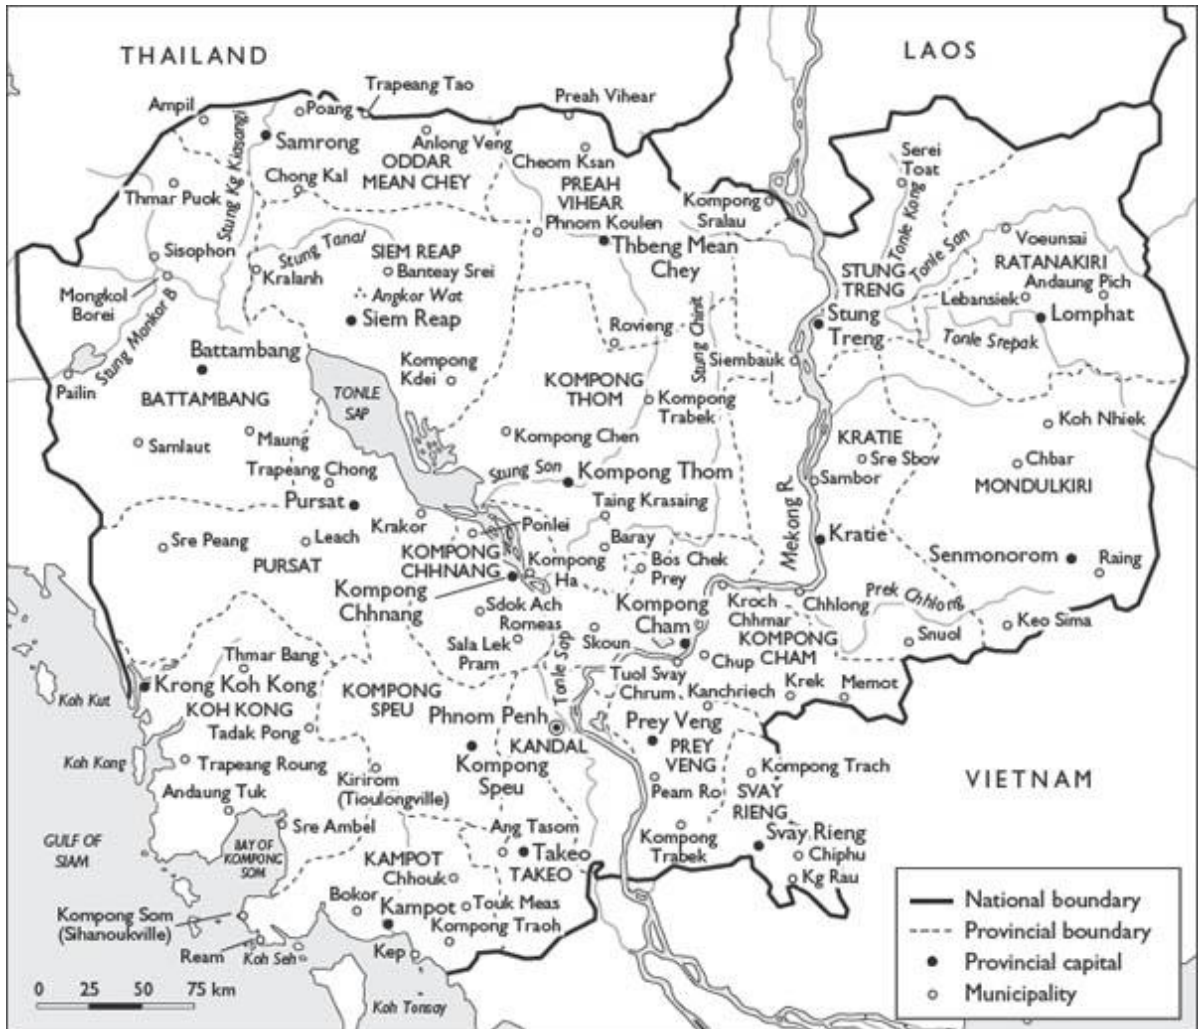 THAILAND
LAOS
Trapeang Tao
Ampil
Poang
Preah Vihear
Samrong
Anlong Veng
ODDAR
MEAN CHEY
Cheom Ksan
PREAH
VIHEAR
Serei
Toat
Stung Kg Kiasangi
Chong Kal
Thmar Puok
Kompong
Sralau
Tonle Kong
Phnom Koulen
Thbeng Mean
Chey
Tonle San
Voeunsai
RATANAKIRI
Andaung Pich
Sisophon
Stung Tanal
SIEM REAP
Banteay Srei
Kralanh
Mongkol
Borei
Angkor Wat
Siem Reap
STUNG
TRENG
Lebansiek
Lomphat
Stung Chinit
Rovieng
Stung
Treng
Tonle Srepak
Stung Monkor B
Battambang
Siembauk
Pailin
BATTAMBANG
TONLE
SAP
Kompong
Kdei
KOMPONG
THOM
Kompong
Trabek
Koh Nhiek
Samlaut
Maung
Kompong Chen
KRATIE
Sre Sbov
Chbar
MONDULKIRI
Trapeang Chong
Stung Son
Kompong Thom
Sambor
Pursat
Krakor
Taing Krasaing
Mekong R.
Ponlei
Kratie
Sre Peang
Leach
PURSAT
KOMPONG
CHHNANG
Baray
Kompong
Ha
Bos Chek
Prey
Senmonorom
Raing
Kompong
Chhnang
Sdok Ach
Romeas
Kompong
Cham
Kroch
Chhmar
Chhlong
Prek Chhlong
Keo Sima
Snuol
Sala Lek
Pram
Skoun
KOMPONG
CHAM
Chup
Tonle Sap
Thmar Bang
Tuol Svay
Chrum
Kanchriech
Krek
Memot
Koh Kut
Krong Koh Kong
KOH KONG
KOMPONG
SPEU
Phnom Penh
KANDAL
Prey Veng
PREY
VENG
Tadak Pong
Koh Kong
Trapeang Roung
Kompong
Speu
Kirirom
(Tioulongville)
Kompong Trach
VIETNAM
Andaung Tuk
Peam Ro
SVAY
RIENG
Sre Ambel
Ang Tasom
Kompong
Trabek
Svay Rieng
Chiphu
Kg Rau
GULF OF
SIAM
BAY OF
KOMPONG
SOM
KAMPOT
Chhouk
Takeo
TAKEO
Bokor
Kampot
Touk Meas
Kompong Traoh
Kompong Som
(Sihanoukville)
Ream
Koh Seh
Kep
Koh Tonsay
0 25 50 75 km
National boundary
Provincial boundary
Provincial capital
Municipality